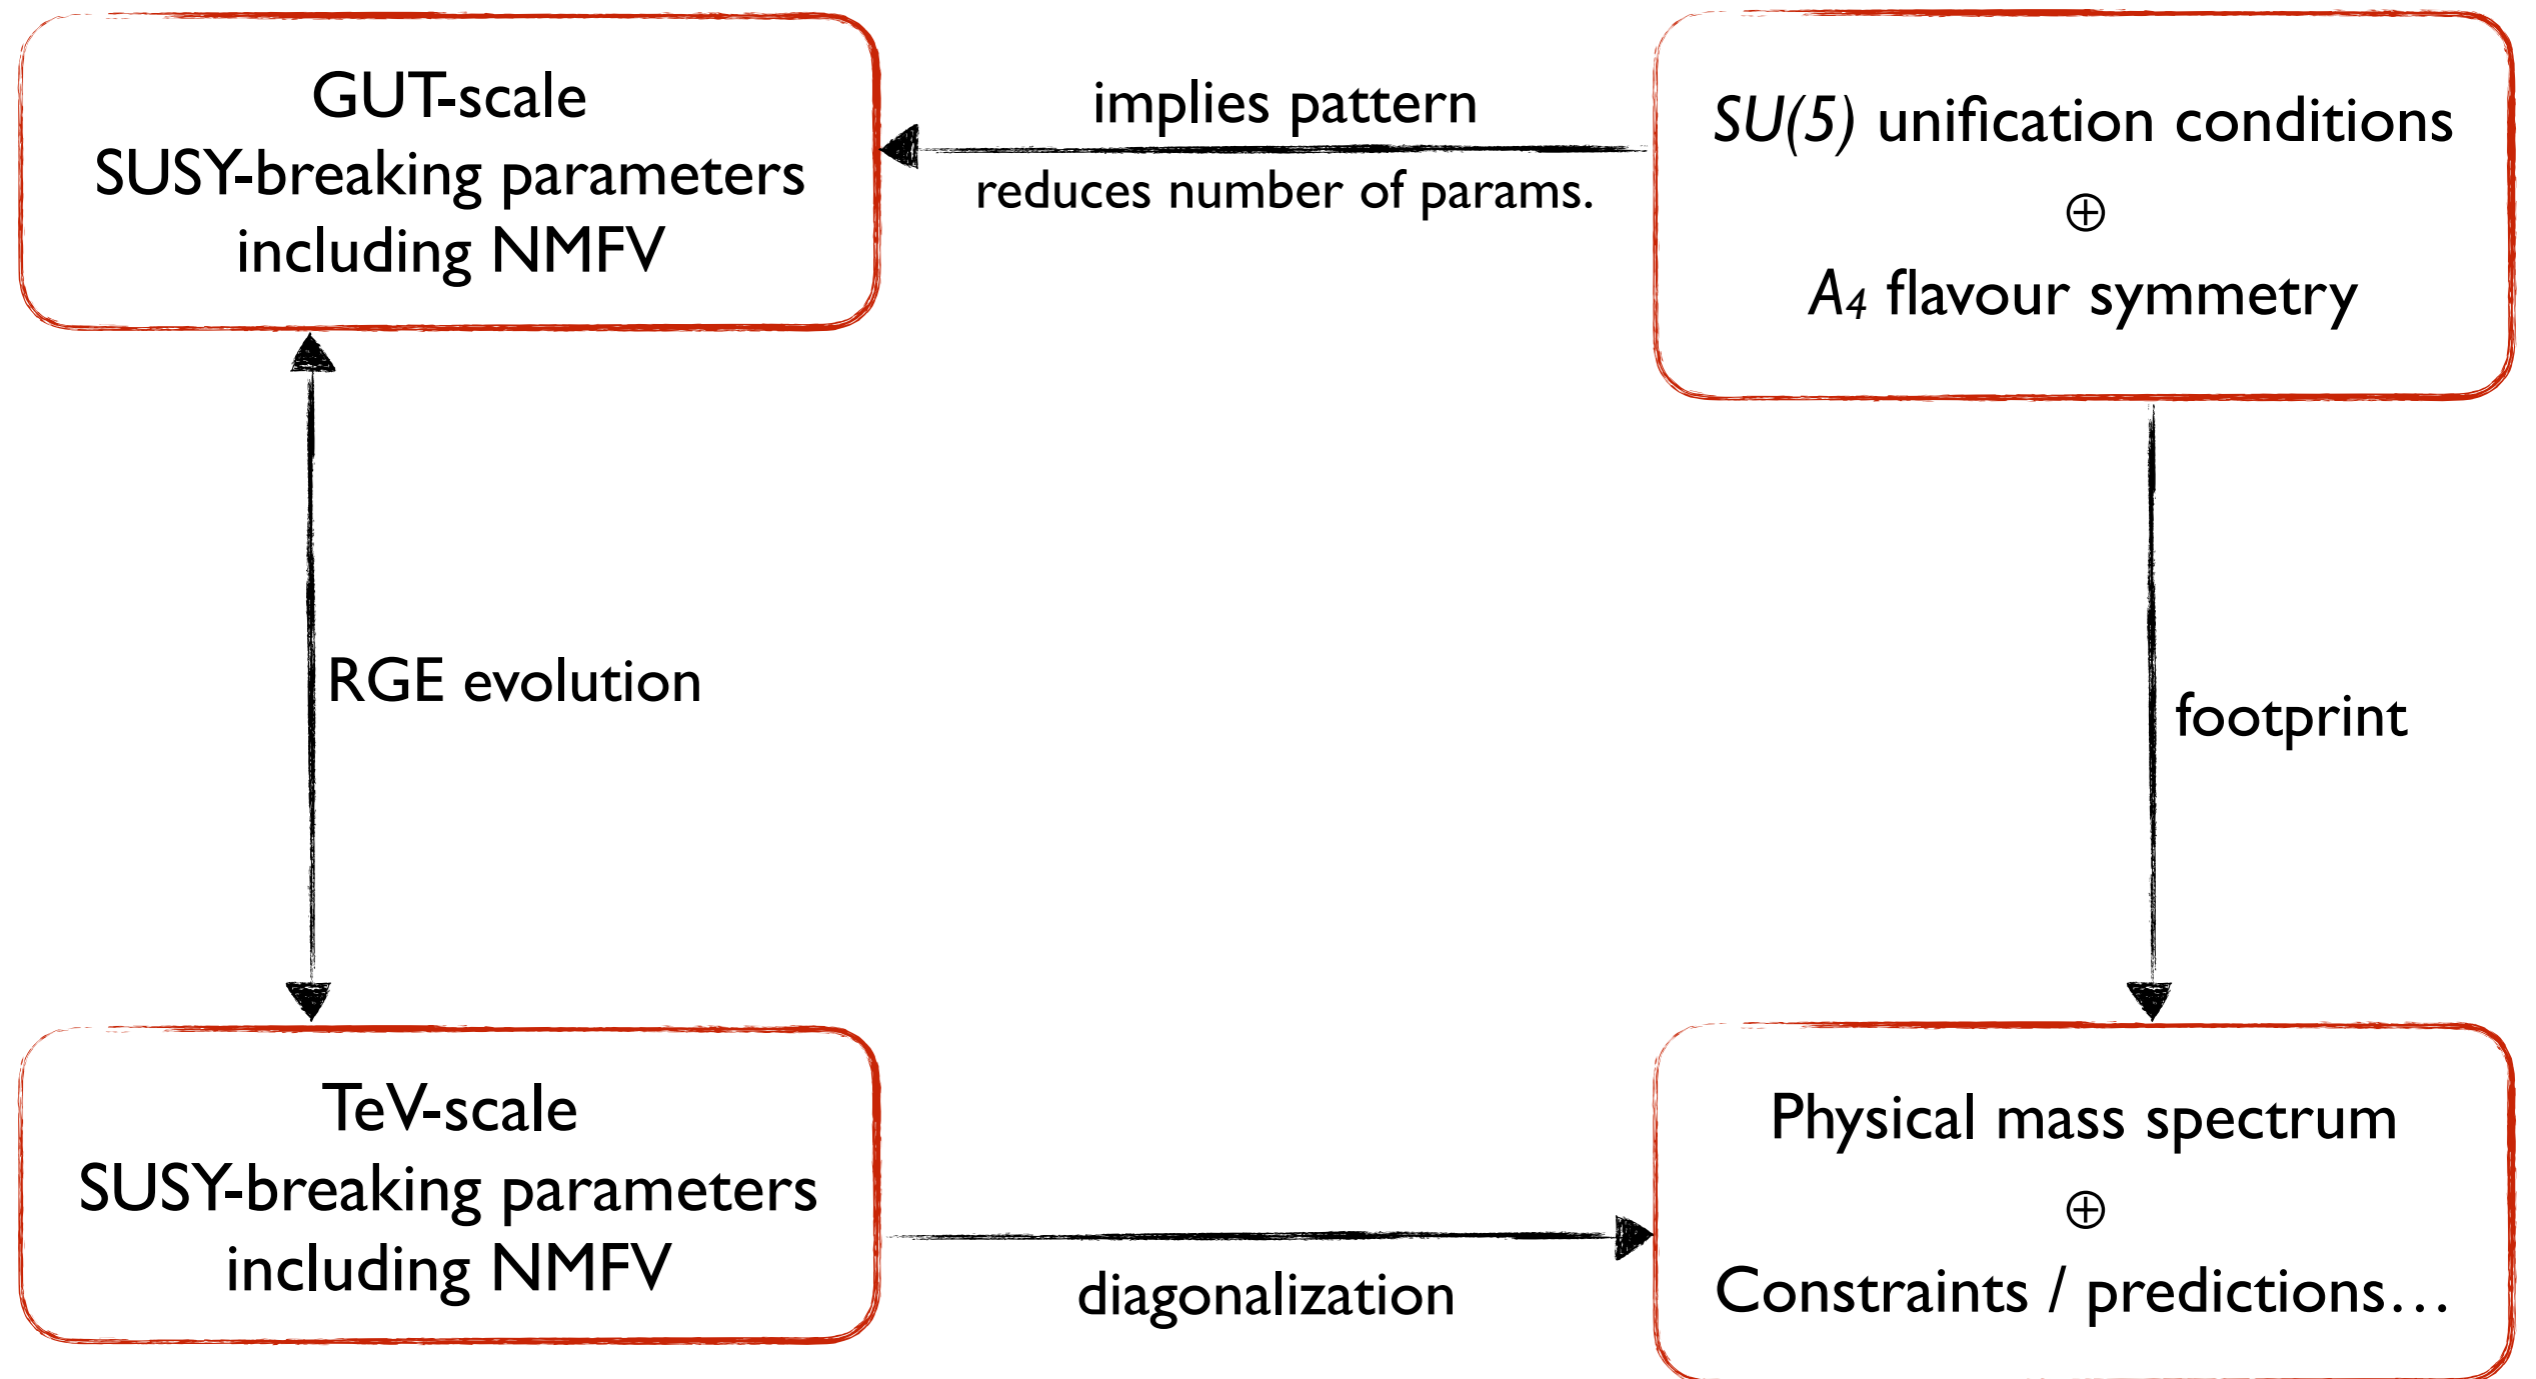 GUT-scale
SUSY-breaking parameters
including NMFV
implies pattern
reduces number of params.
SU(5) unification conditions
⊕
A₄ flavour symmetry
RGE evolution
footprint
TeV-scale
SUSY-breaking parameters
including NMFV
diagonalization
Physical mass spectrum
⊕
Constraints / predictions…